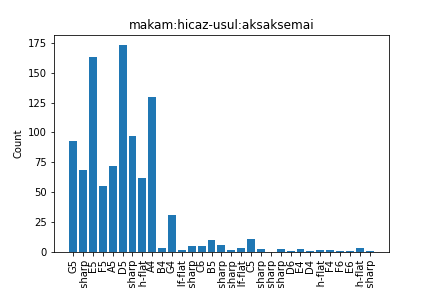 makam:hicaz-usul:aksaksemai
175
150
125
100
75
50
25
0
Count
G5
sharp
E5
F5
A5
D5
sharp
h-flat
A4
B4
G4
lf-flat
sharp
C6
B5
sharp
sharp
lf-flat
C5
sharp
sharp
sharp
D6
E4
D4
h-flat
F4
F6
E6
h-flat
sharp